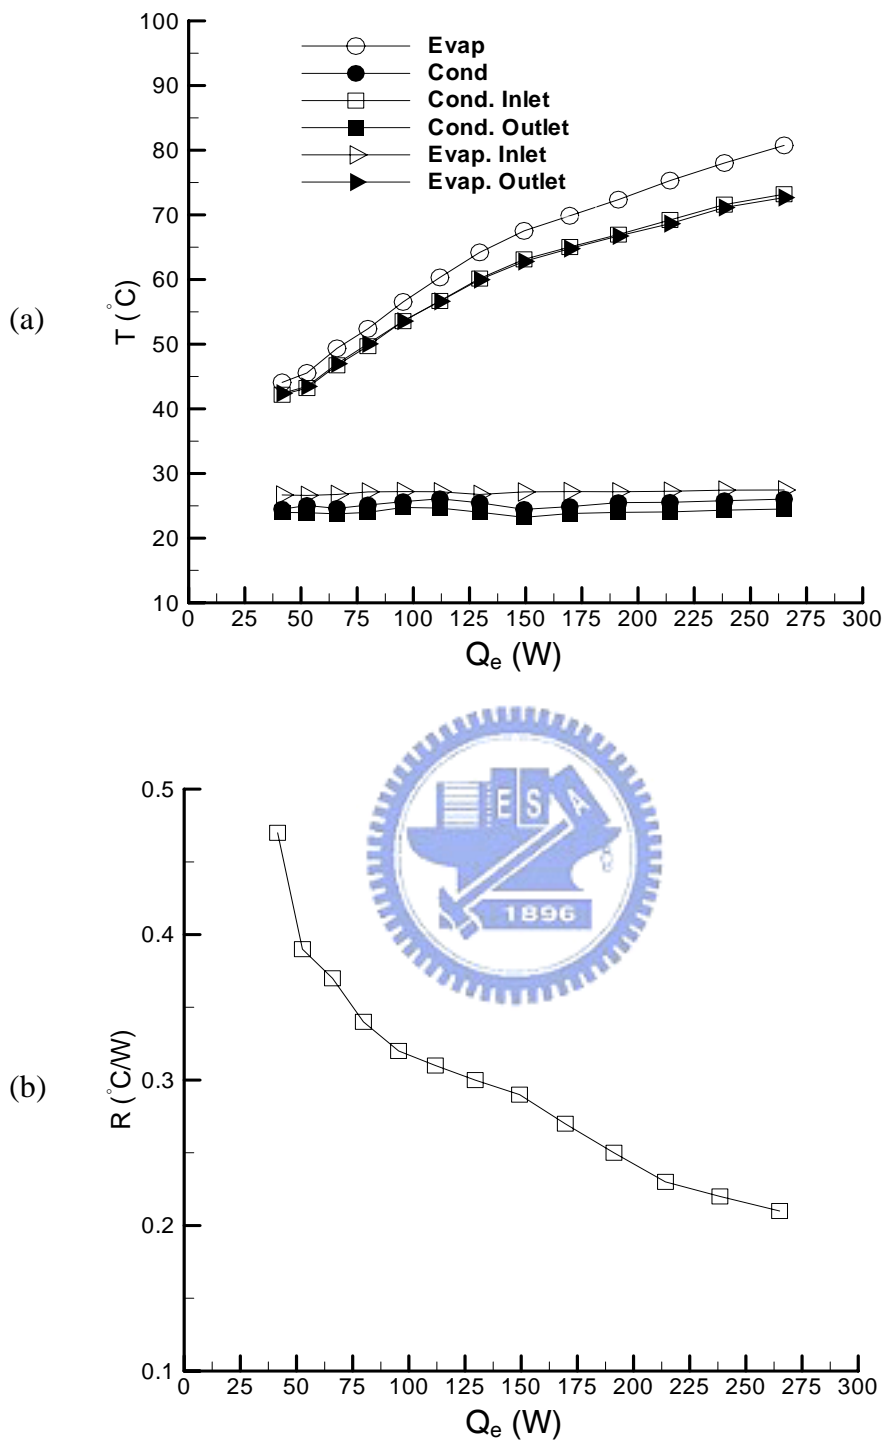 (a)
T (°C)
100
90
80
70
60
50
40
30
20
10
Evap
Cond
Cond. Inlet
Cond. Outlet
Evap. Inlet
Evap. Outlet
0 25 50 75 100 125 150 175 200 225 250 275 300
Qe (W)
E S A
1896
(b)
R (°C/W)
0.5
0.4
0.3
0.2
0.1
0 25 50 75 100 125 150 175 200 225 250 275 300
Qe (W)